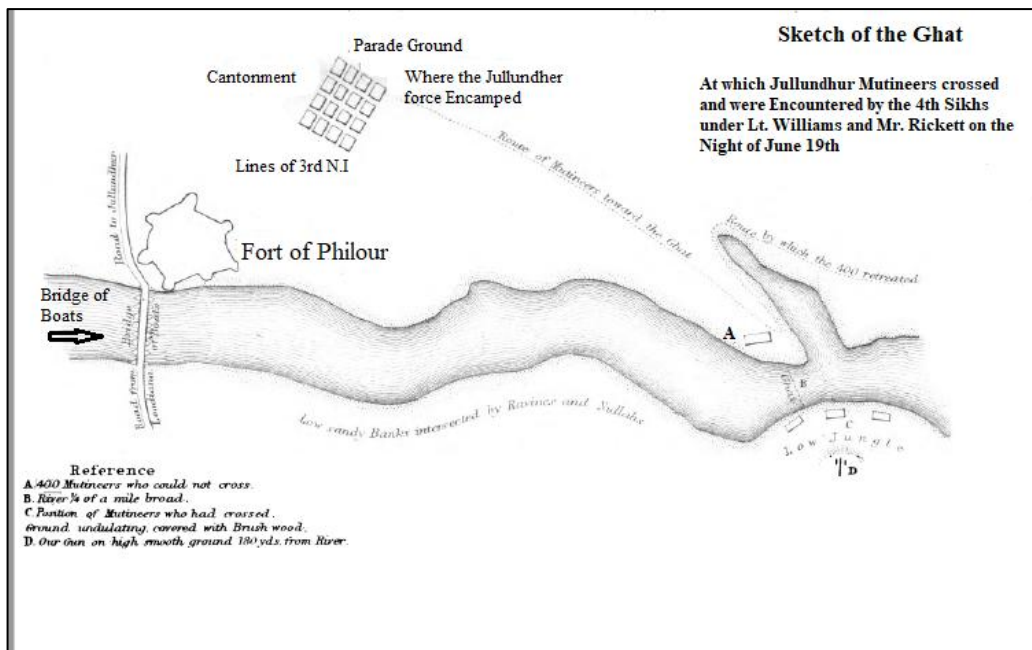 Sketch of the Ghat
At which Jullundhur Mutineers crossed
and were Encountered by the 4th Sikhs
under Lt. Williams and Mr. Rickett on the
Night of June 19th
Parade Ground
Cantonment
Where the Jullundher
force Encamped
Lines of 3rd N.I
Route of Mutineers toward the Ghat
Road to Jullundhur
Fort of Philour
Route by which the 400 retreated
Bridge of
Boats
Bridge
of Boats
Road from
Loodiana
A
B
Ghat
C
Low Jungle
D
Low sandy Banks intersected by Ravines and Nullahs
Reference
A 400 Mutineers who could not cross.
B. River ¼ of a mile broad.
C Portion of Mutineers who had crossed.
Ground undulating, covered with Brush wood.
D. Our Gun on high smooth ground 180 yds. from River.